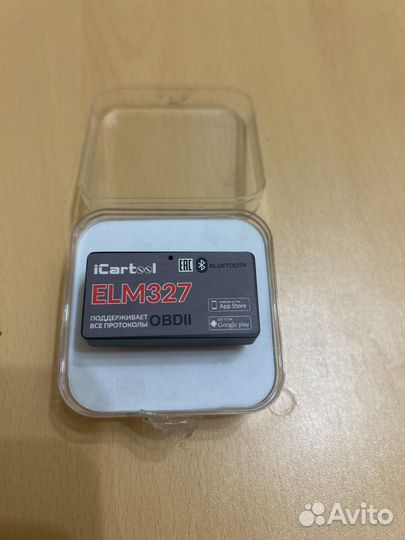 iCartool EAC BLUETOOTH
ELM327
ПОДДЕРЖИВАЕТ
ВСЕ ПРОТОКОЛЫ OBDII
App Store
Google play
Avito